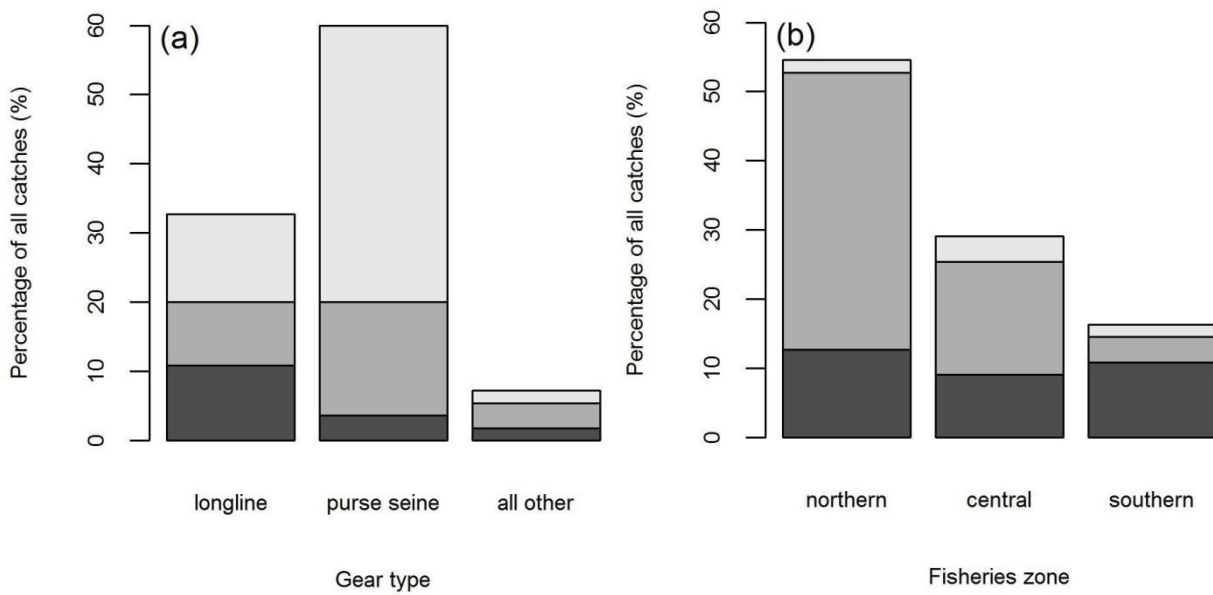 (a)
Percentage of all catches (%)
60
50
40
30
20
10
0
longline purse seine all other
Gear type
(b)
Percentage of all catches (%)
60
50
40
30
20
10
0
northern central southern
Fisheries zone